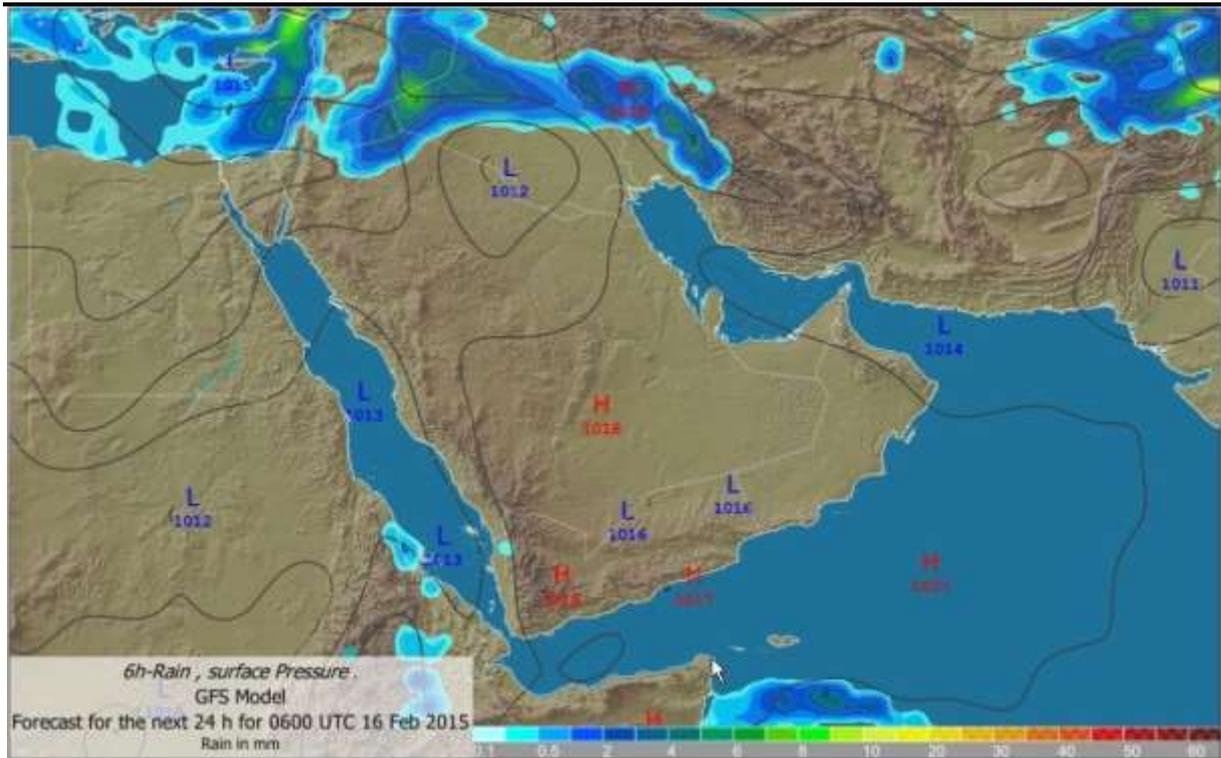 L
1015
H
L
1012
L
1011
L
1014
L
1013
H
1018
L
1012
L
1016
L
1016
L
1013
H
H
1017
H
H
6h-Rain , surface Pressure .
GFS Model
Forecast for the next 24 h for 0600 UTC 16 Feb 2015
Rain in mm
0.1 0.5 2 4 6 8 10 20 30 40 50 60